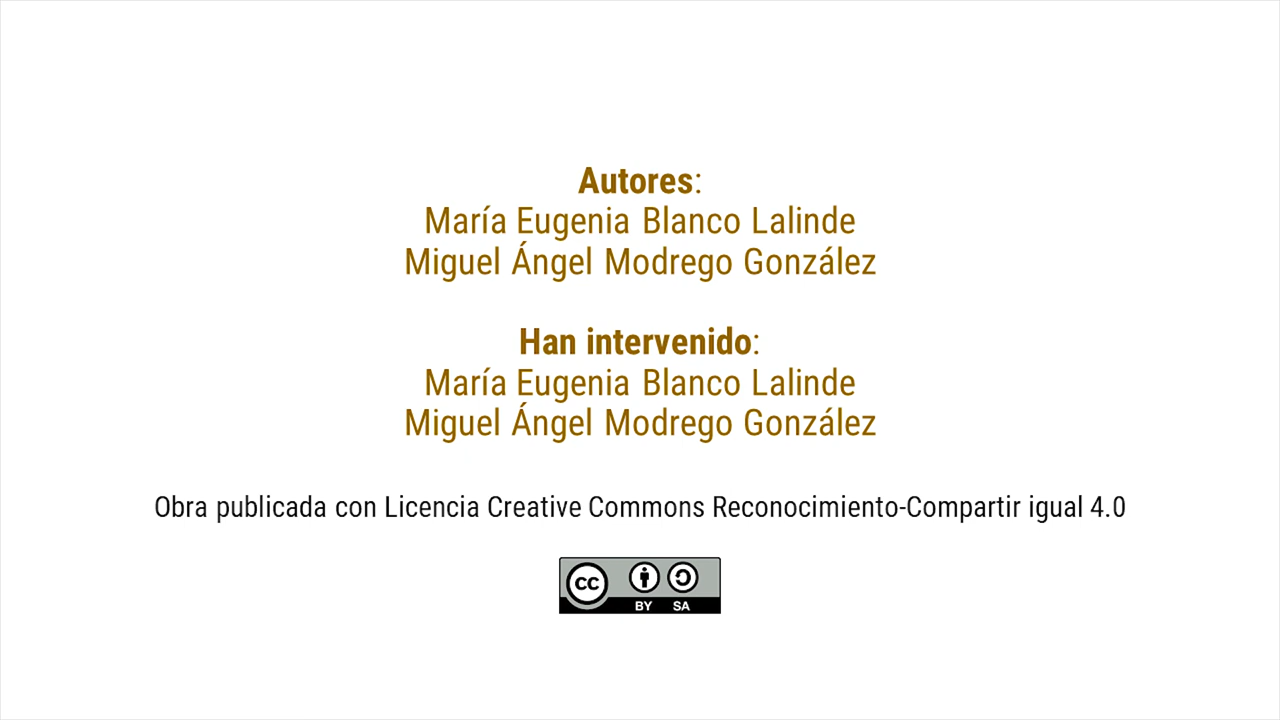 Autores:
María Eugenia Blanco Lalinde
Miguel Ángel Modrego González
Han intervenido:
María Eugenia Blanco Lalinde
Miguel Ángel Modrego González
Obra publicada con Licencia Creative Commons Reconocimiento-Compartir igual 4.0
cc
BY SA